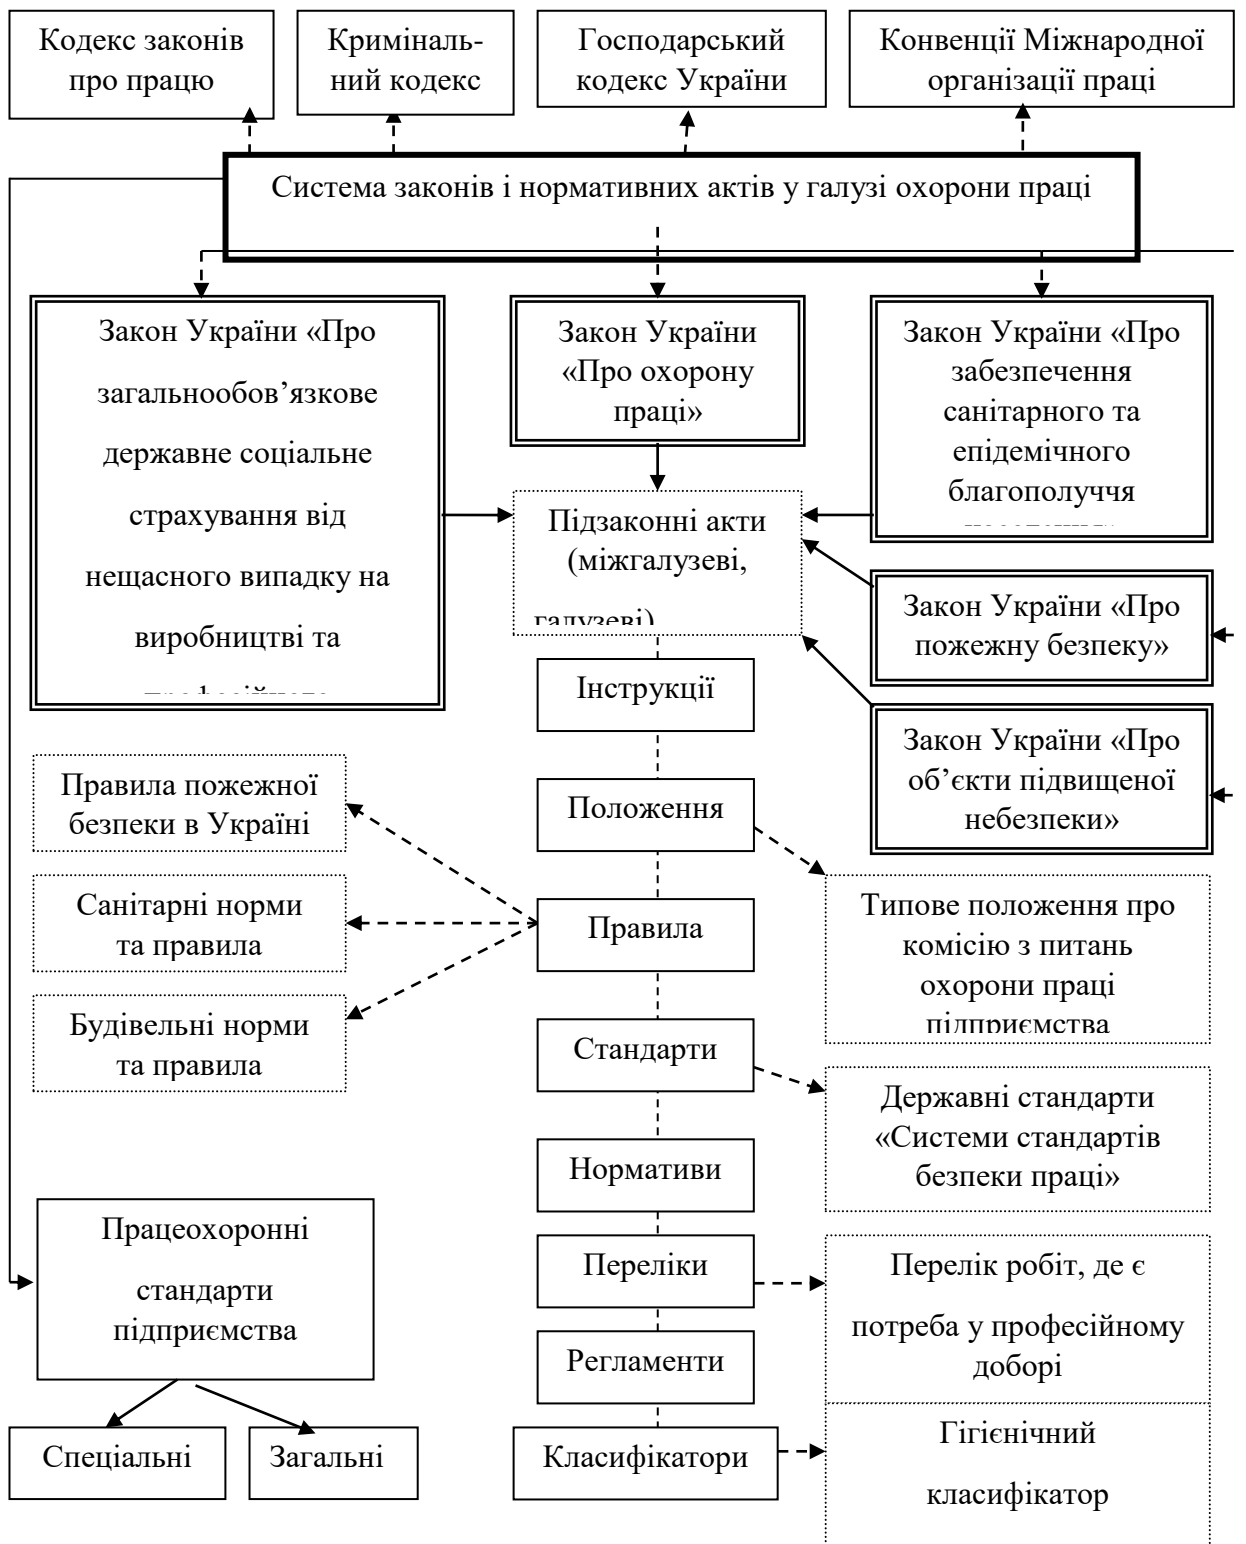 Кодекс законів
про працю
Криміналь-
ний кодекс
Господарський
кодекс України
Конвенції Міжнародної
організації праці
Система законів і нормативних актів у галузі охорони праці
Закон України «Про
загальнообов’язкове
державне соціальне
страхування від
нещасного випадку на
виробництві та
Закон України
«Про охорону
праці»
Закон України «Про
забезпечення
санітарного та
епідемічного
благополуччя
Підзаконні акти
(міжгалузеві,
галузеві)
Закон України «Про
пожежну безпеку»
Інструкції
Закон України «Про
об’єкти підвищеної
небезпеки»
Правила пожежної
безпеки в Україні
Положення
Санітарні норми
та правила
Правила
Типове положення про
комісію з питань
охорони праці
підприємства
Будівельні норми
та правила
Стандарти
Державні стандарти
«Системи стандартів
безпеки праці»
Нормативи
Працеохоронні
стандарти
підприємства
Переліки
Перелік робіт, де є
потреба у професійному
доборі
Регламенти
Спеціальні
Загальні
Класифікатори
Гігієнічний
класифікатор